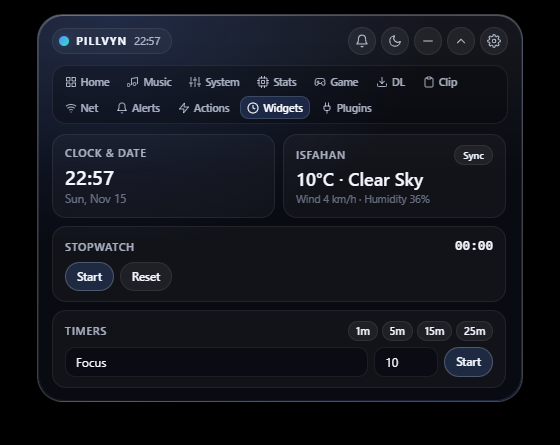 PILLVYN 22:57
Home Music System Stats Game DL Clip
Net Alerts Actions Widgets Plugins
CLOCK & DATE
22:57
Sun, Nov 15
ISFAHAN Sync
10°C · Clear Sky
Wind 4 km/h · Humidity 36%
STOPWATCH 00:00
Start Reset
TIMERS 1m 5m 15m 25m
Focus 10 Start